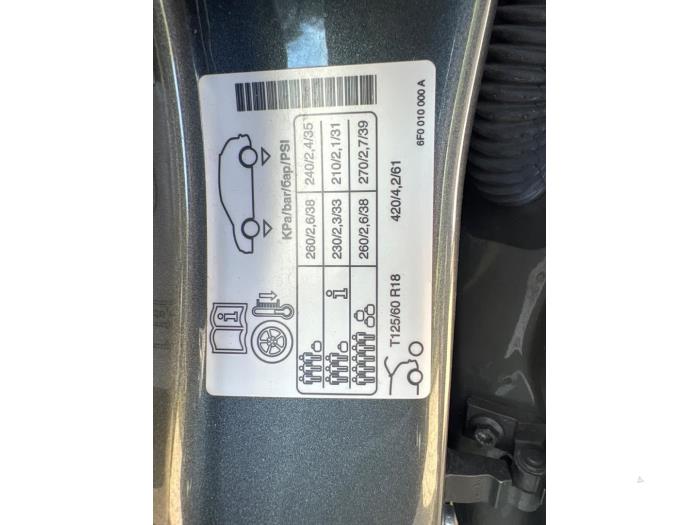 KPa/bar/бар/PSI
260/2,6/38 240/2,4/35
i 230/2,3/33 210/2,1/31
260/2,6/38 270/2,7/39
T125/60 R18 420/4,2/61
6F0 010 000 A